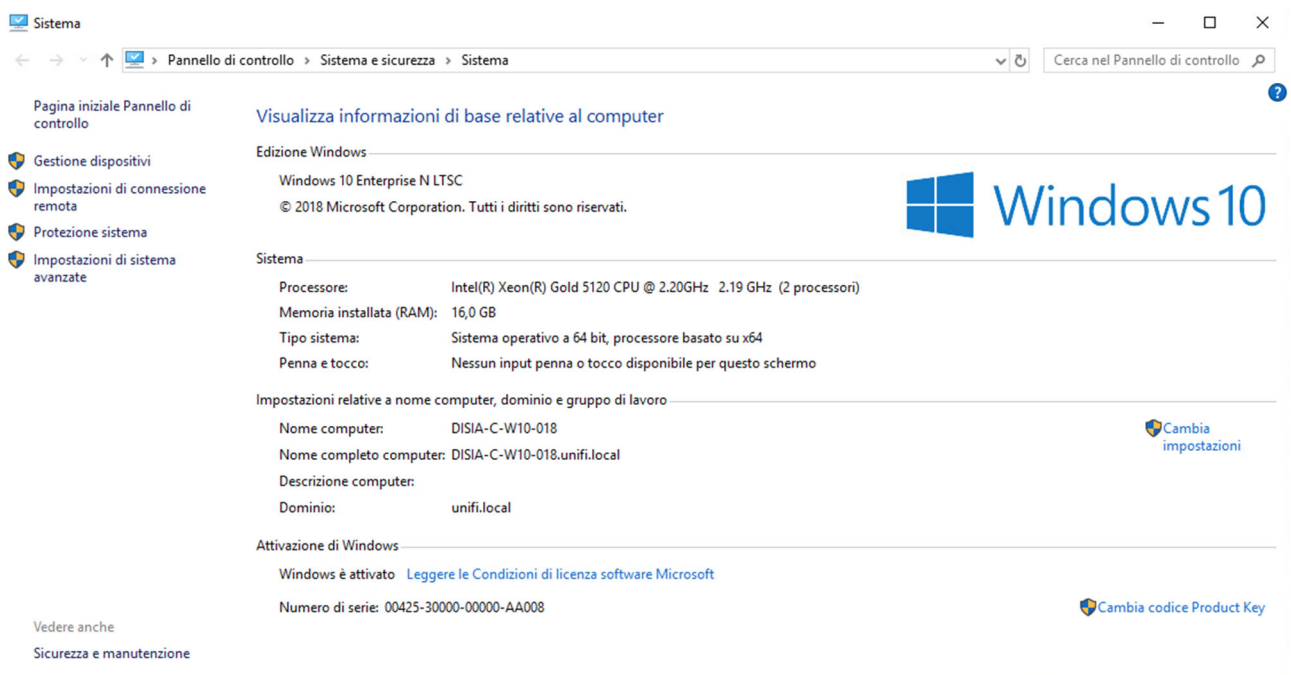 Sistema
Pannello di controllo > Sistema e sicurezza > Sistema
Cerca nel Pannello di controllo
Pagina iniziale Pannello di
controllo
Gestione dispositivi
Impostazioni di connessione
remota
Protezione sistema
Impostazioni di sistema
avanzate
Vedere anche
Sicurezza e manutenzione
?
Visualizza informazioni di base relative al computer
Edizione Windows
Windows 10 Enterprise N LTSC
© 2018 Microsoft Corporation. Tutti i diritti sono riservati.
Windows 10
Sistema
Processore: Intel(R) Xeon(R) Gold 5120 CPU @ 2.20GHz 2.19 GHz (2 processori)
Memoria installata (RAM): 16,0 GB
Tipo sistema: Sistema operativo a 64 bit, processore basato su x64
Penna e tocco: Nessun input penna o tocco disponibile per questo schermo
Impostazioni relative a nome computer, dominio e gruppo di lavoro
Nome computer: DISIA-C-W10-018
Cambia
impostazioni
Nome completo computer: DISIA-C-W10-018.unifi.local
Descrizione computer:
Dominio: unifi.local
Attivazione di Windows
Windows è attivato Leggere le Condizioni di licenza software Microsoft
Numero di serie: 00425-30000-00000-AA008
Cambia codice Product Key